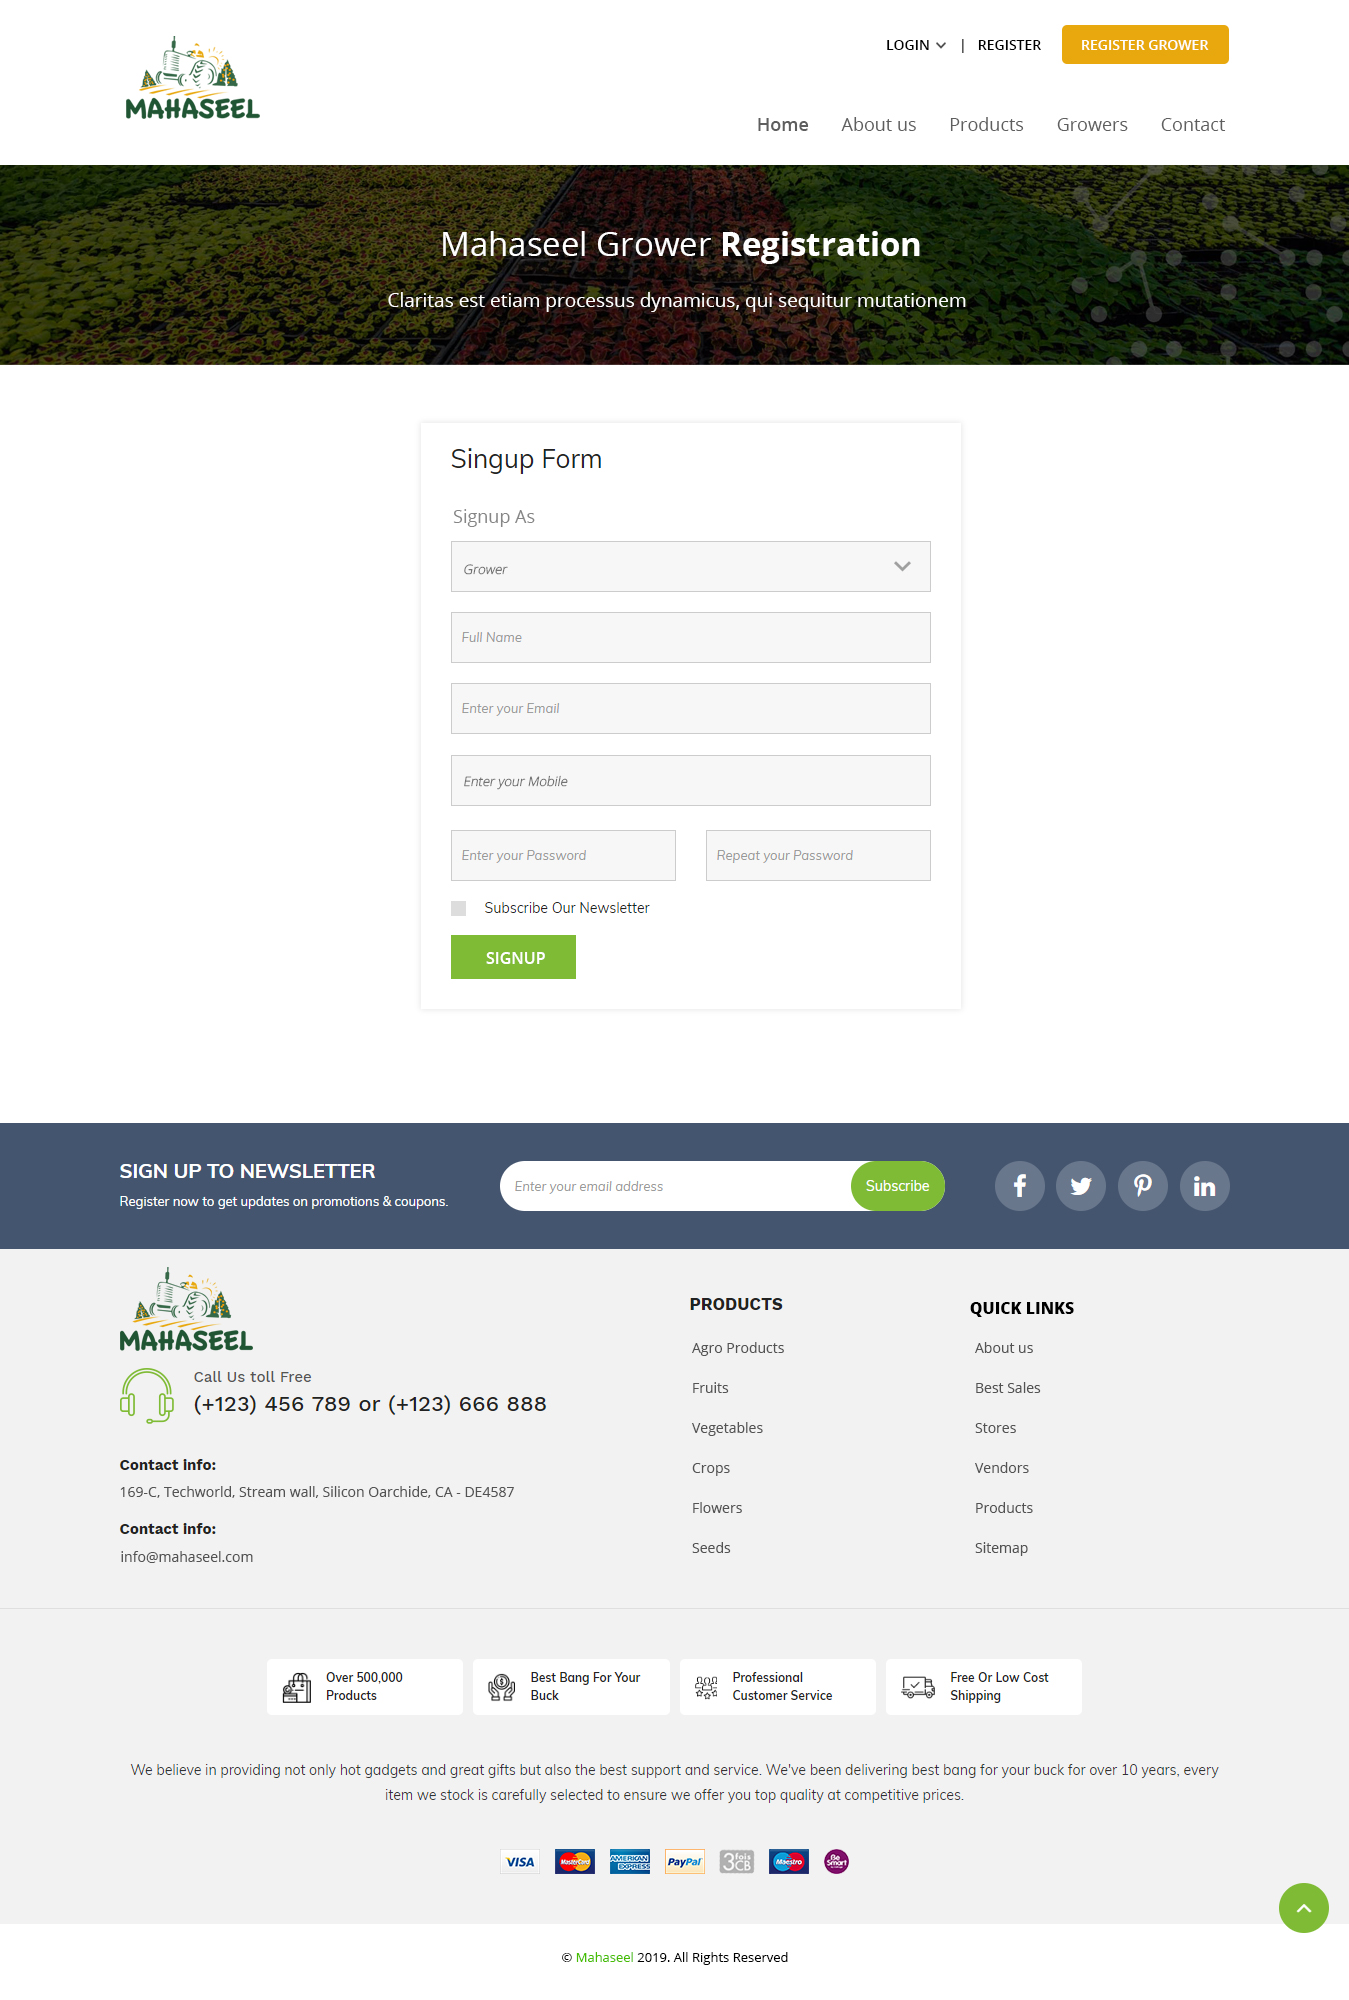 MAHASEEL
LOGIN | REGISTER REGISTER GROWER
Home About us Products Growers Contact
Mahaseel Grower Registration
Claritas est etiam processus dynamicus, qui sequitur mutationem
Singup Form
Signup As
Grower
Full Name
Enter your Email
Enter your Mobile
Enter your Password
Repeat your Password
Subscribe Our Newsletter
SIGNUP
SIGN UP TO NEWSLETTER
Register now to get updates on promotions & coupons.
Enter your email address
Subscribe
MAHASEEL
Call Us toll Free
(+123) 456 789 or (+123) 666 888
Contact info:
169-C, Techworld, Stream wall, Silicon Oarchide, CA - DE4587
Contact info:
info@mahaseel.com
PRODUCTS
Agro Products
Fruits
Vegetables
Crops
Flowers
Seeds
QUICK LINKS
About us
Best Sales
Stores
Vendors
Products
Sitemap
Over 500,000
Products
Best Bang For Your
Buck
Professional
Customer Service
Free Or Low Cost
Shipping
We believe in providing not only hot gadgets and great gifts but also the best support and service. We've been delivering best bang for your buck for over 10 years, every
item we stock is carefully selected to ensure we offer you top quality at competitive prices.
VISA
MasterCard
AMERICAN
EXPRESS
PayPal
3 fois
CB
Maestro
Be
Smart
© Mahaseel 2019. All Rights Reserved